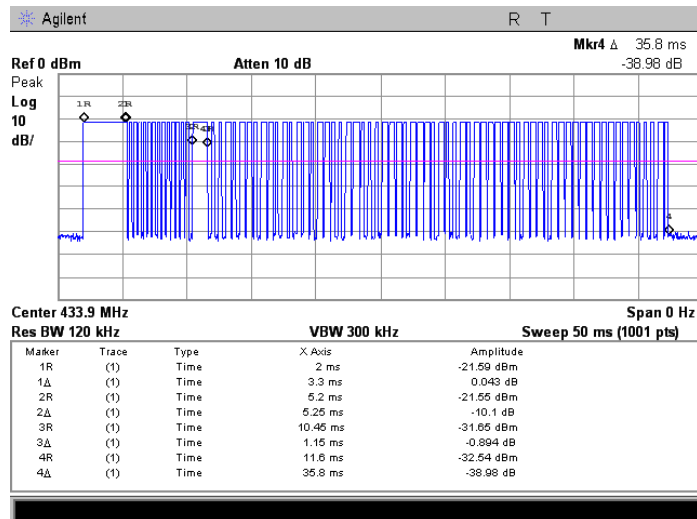 Agilent R T
Mkr4 Δ 35.8 ms
Ref 0 dBm Atten 10 dB -38.98 dB
Peak
Log
10
dB/
1R 2R
4
Center 433.9 MHz Span 0 Hz
Res BW 120 kHz VBW 300 kHz Sweep 50 ms (1001 pts)
Marker Trace Type X Axis Amplitude
1R (1) Time 2 ms -21.59 dBm
1Δ (1) Time 3.3 ms 0.043 dB
2R (1) Time 5.2 ms -21.55 dBm
2Δ (1) Time 5.25 ms -10.1 dB
3R (1) Time 10.45 ms -31.65 dBm
3Δ (1) Time 1.15 ms -0.894 dB
4R (1) Time 11.6 ms -32.54 dBm
4Δ (1) Time 35.8 ms -38.98 dB